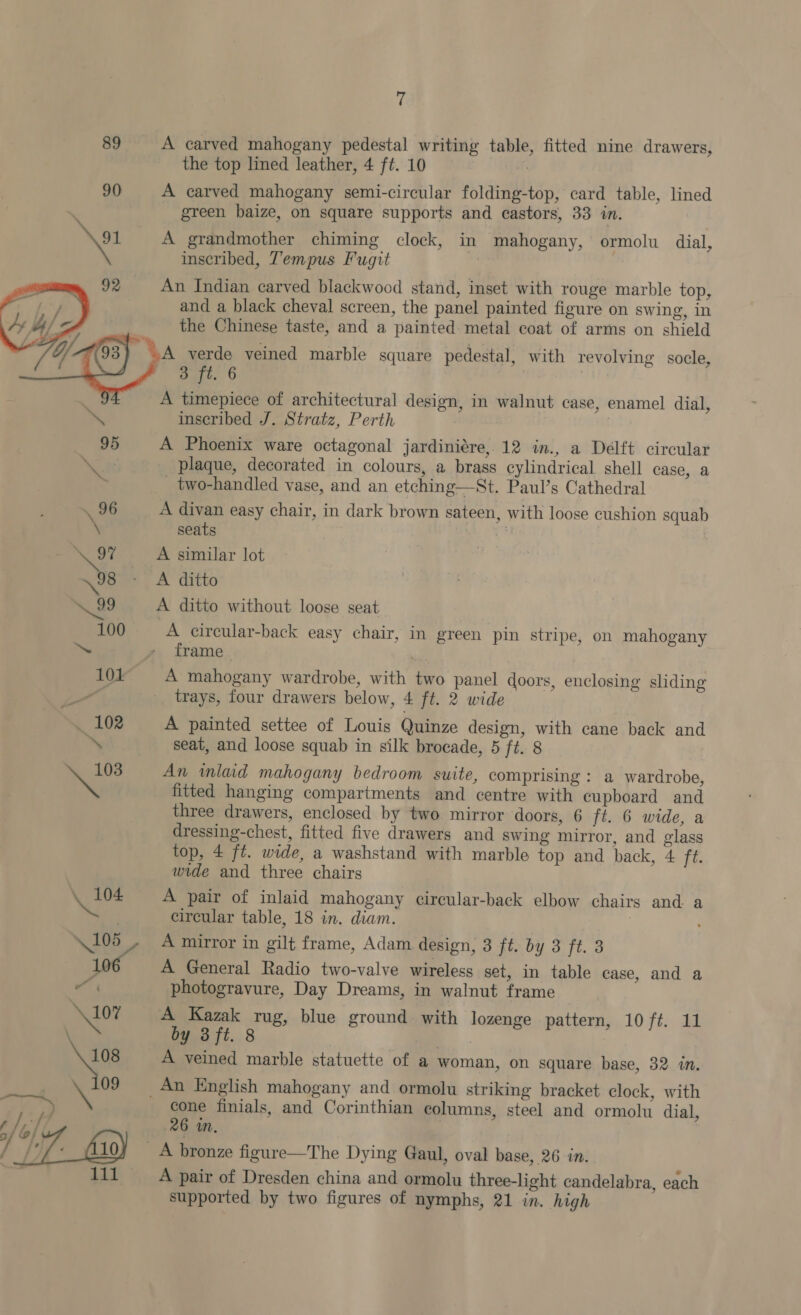 7
89 A carved mahogany pedestal writing table, fitted nine drawers,
the top lined leather, 4 ft. 10
90 A carved mahogany semi-circular folding-top, card table, lined
green baize, on square supports and castors, 33 in.
91 A grandmother chiming clock, in mahogany, ormolu dial,
inscribed, Tempus Fugit
92 An Indian carved blackwood stand, inset with rouge marble top,
and a black cheval screen, the panel painted figure on swing, in
the Chinese taste, and a painted metal coat of arms on shield
93 A verde veined marble square pedestal, with revolving socle,
3 ft. 6
94 A timepiece of architectural design, in walnut case, enamel dial,
inscribed J. Stratz, Perth
95 A Phoenix ware octagonal jardinière, 12 in., a Delft circular
plaque, decorated in colours, a brass cylindrical shell case, a
two-handled vase, and an etching—St. Paul's Cathedral
96 A divan easy chair, in dark brown sateen, with loose cushion squab
seats
97 A similar lot
98 A ditto
99 A ditto without loose seat
100 A circular-back easy chair, in green pin stripe, on mahogany
frame
101 A mahogany wardrobe, with two panel doors, enclosing sliding
trays, four drawers below, 4 ft. 2 wide
102 A painted settee of Louis Quinze design, with cane back and
seat, and loose squab in silk brocade, 5 ft. 8
103 An inlaid mahogany bedroom suite, comprising: a wardrobe,
fitted hanging compartments and centre with cupboard and
three drawers, enclosed by two mirror doors, 6 ft. 6 wide, a
dressing-chest, fitted five drawers and swing mirror, and glass
top, 4 ft. wide, a washstand with marble top and back, 4 ft.
wide and three chairs
104 A pair of inlaid mahogany circular-back elbow chairs and a
circular table, 18 in. diam.
105 A mirror in gilt frame, Adam design, 3 ft. by 3 ft. 3
106 A General Radio two-valve wireless set, in table case, and a
photogravure, Day Dreams, in walnut frame
107 A Kazak rug, blue ground with lozenge pattern, 10 ft. 11
by 3 ft. 8
108 A veined marble statuette of a woman, on square base, 32 in.
109 An English mahogany and ormolu striking bracket clock, with
cone finials, and Corinthian columns, steel and ormolu dial,
26 in.
110 A bronze figure—The Dying Gaul, oval base, 26 in.
111 A pair of Dresden china and ormolu three-light candelabra, each
supported by two figures of nymphs, 21 in. high